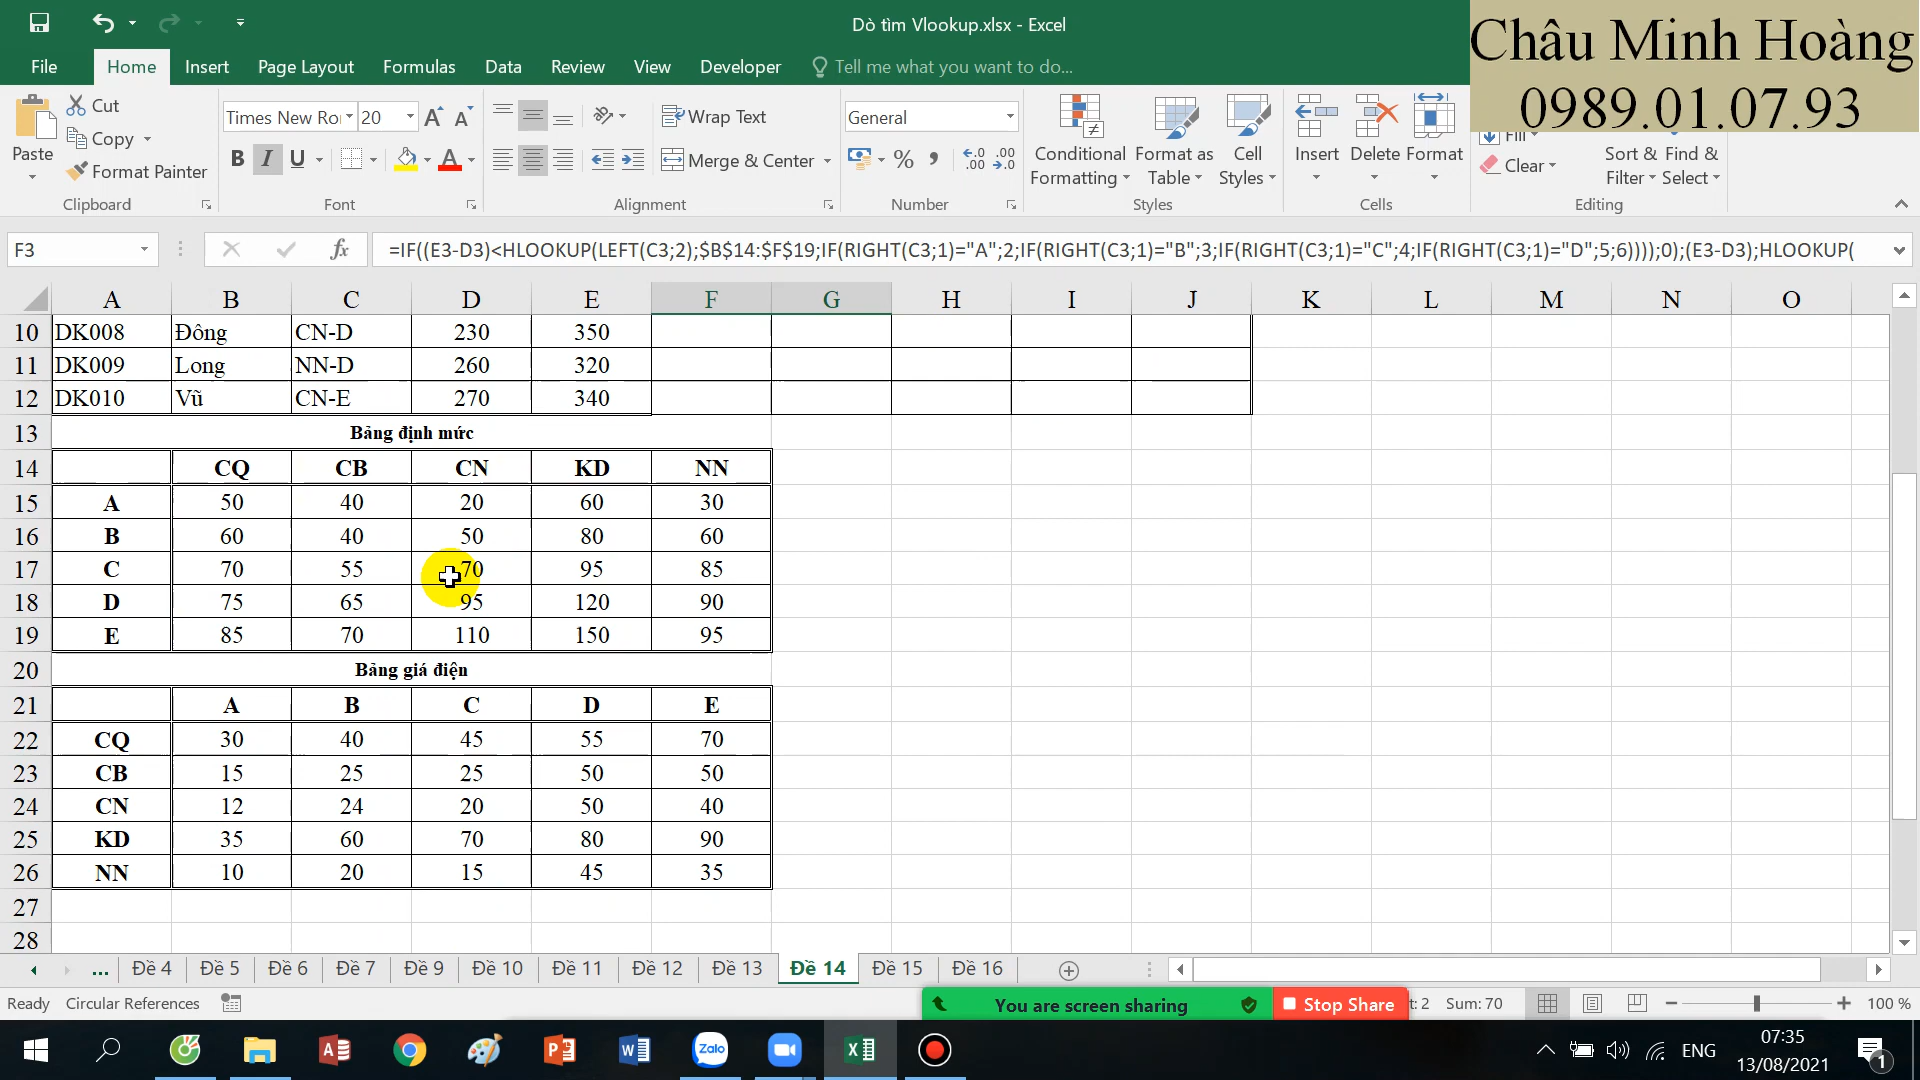 Dò tìm Vlookup.xlsx - Excel
Châu Minh Hoàng
0989.01.07.93
File Home Insert Page Layout Formulas Data Review View Developer Tell me what you want to do...
Paste
Cut
Copy
Format Painter
Clipboard
Times New Ro 20
B I U
Font
Wrap Text
Merge & Center
Alignment
General
Number
Conditional Formatting
Format as Table
Cell Styles
Styles
Insert Delete Format
Cells
Fill
Clear
Sort & Filter
Find & Select
Editing
F3
fx
=IF((E3-D3)<HLOOKUP(LEFT(C3;2);$B$14:$F$19;IF(RIGHT(C3;1)="A";2;IF(RIGHT(C3;1)="B";3;IF(RIGHT(C3;1)="C";4;IF(RIGHT(C3;1)="D";5;6))));0);(E3-D3);HLOOKUP(
A B C D E F G H I J K L M N O
10 DK008 Đông CN-D 230 350
11 DK009 Long NN-D 260 320
12 DK010 Vũ CN-E 270 340
13 Bảng định mức
14 CQ CB CN KD NN
15 A 50 40 20 60 30
16 B 60 40 50 80 60
17 C 70 55 70 95 85
18 D 75 65 95 120 90
19 E 85 70 110 150 95
20 Bảng giá điện
21 A B C D E
22 CQ 30 40 45 55 70
23 CB 15 25 25 50 50
24 CN 12 24 20 50 40
25 KD 35 60 70 80 90
26 NN 10 20 15 45 35
27
28
... Đề 4 Đề 5 Đề 6 Đề 7 Đề 9 Đề 10 Đề 11 Đề 12 Đề 13 Đề 14 Đề 15 Đề 16
Ready Circular References You are screen sharing Stop Share t: 2 Sum: 70 100 %
Zalo
ENG
07:35
13/08/2021
1